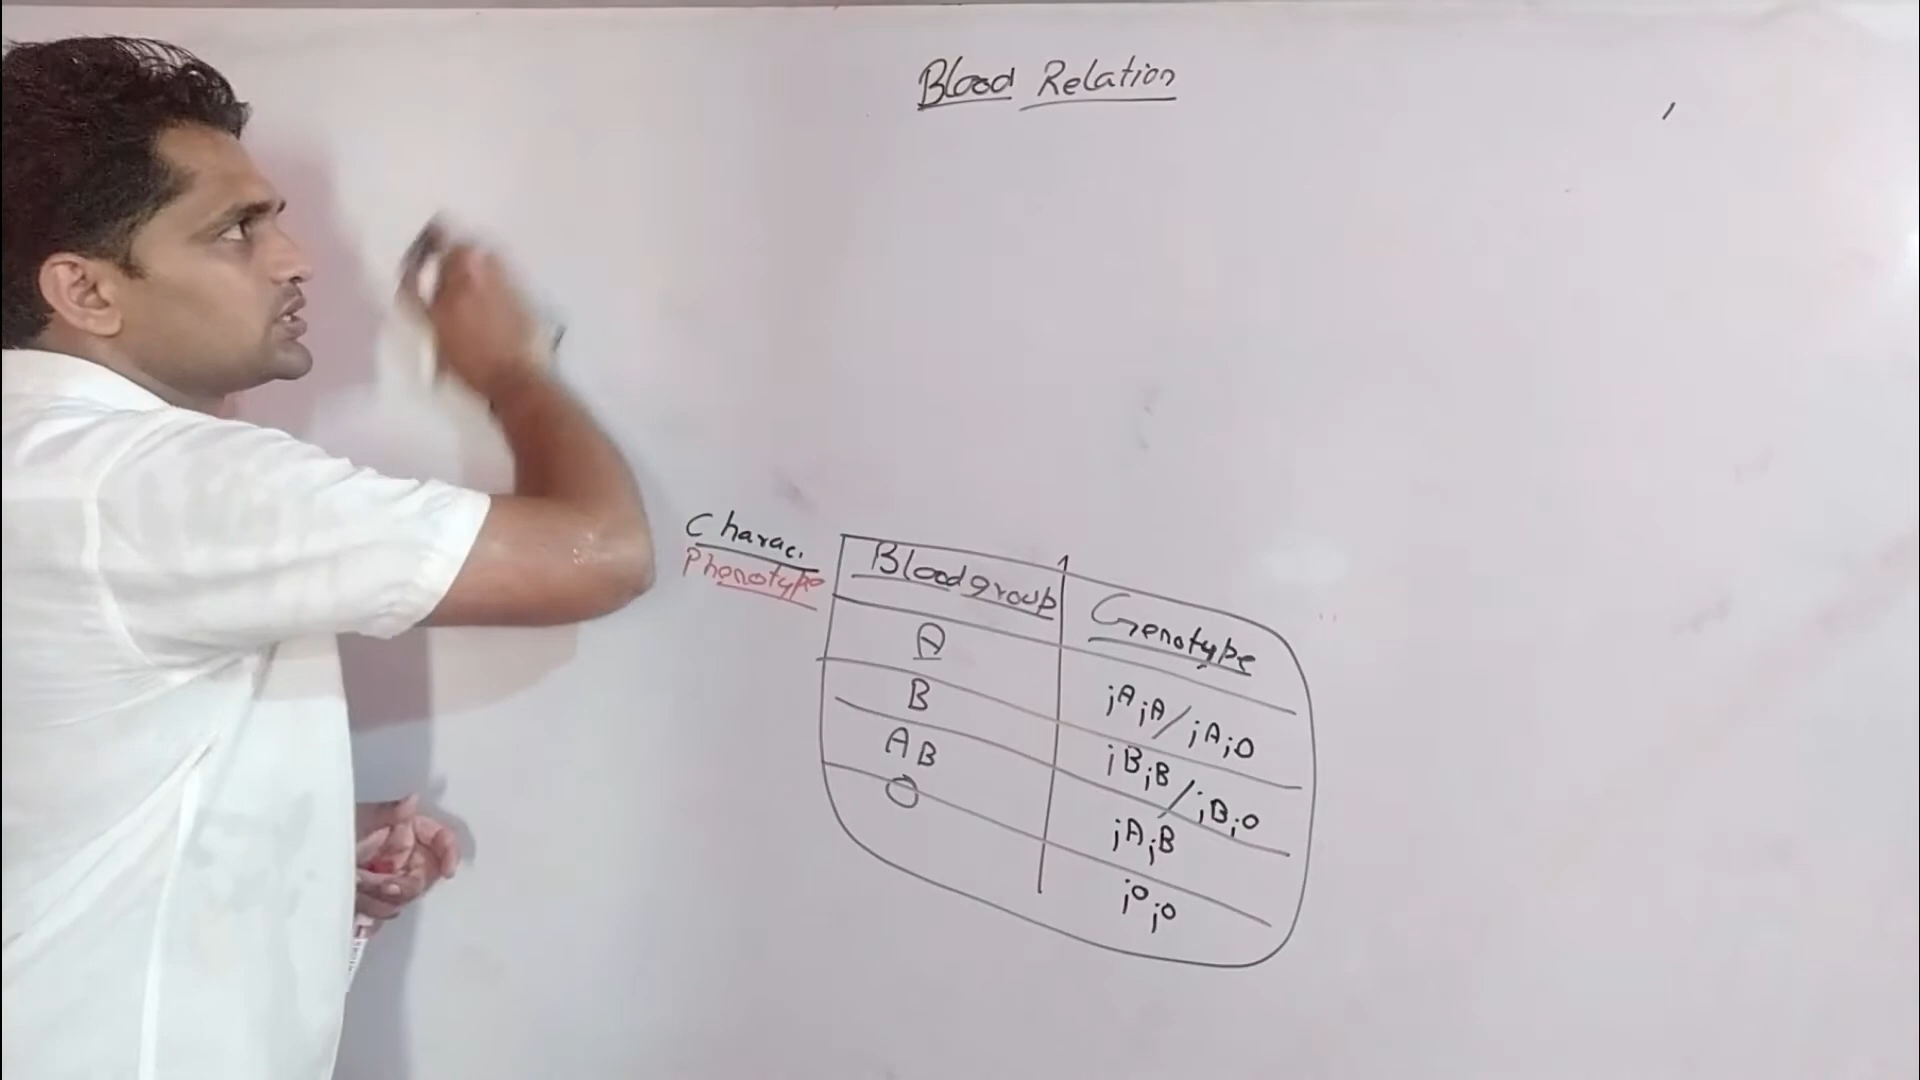 Blood Relation
Charac.
Phenotype
Bloodgroup
Genotype
A
iAiA/iAiO
B
iBiB/iBiO
AB
iAiB
O
iOiO